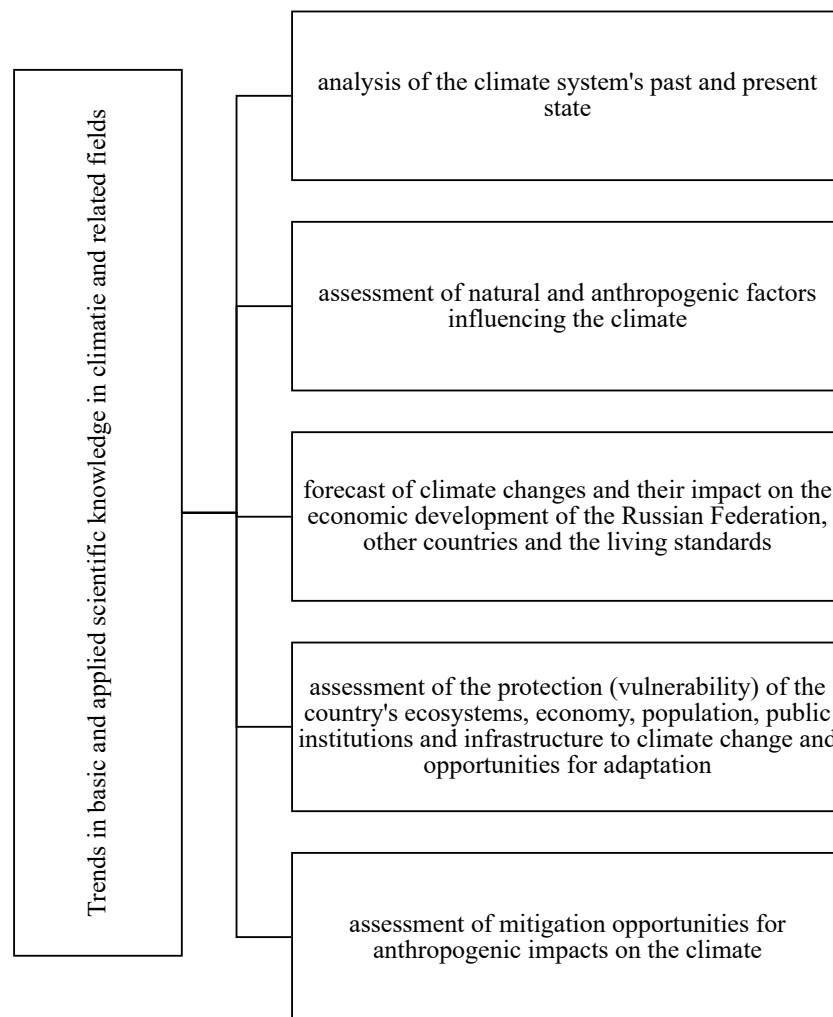 Trends in basic and applied scientific knowledge in climatie and related fields
analysis of the climate system's past and present
state
assessment of natural and anthropogenic factors
influencing the climate
forecast of climate changes and their impact on the
economic development of the Russian Federation,
other countries and the living standards
assessment of the protection (vulnerability) of the
country's ecosystems, economy, population, public
institutions and infrastructure to climate change and
opportunities for adaptation
assessment of mitigation opportunities for
anthropogenic impacts on the climate